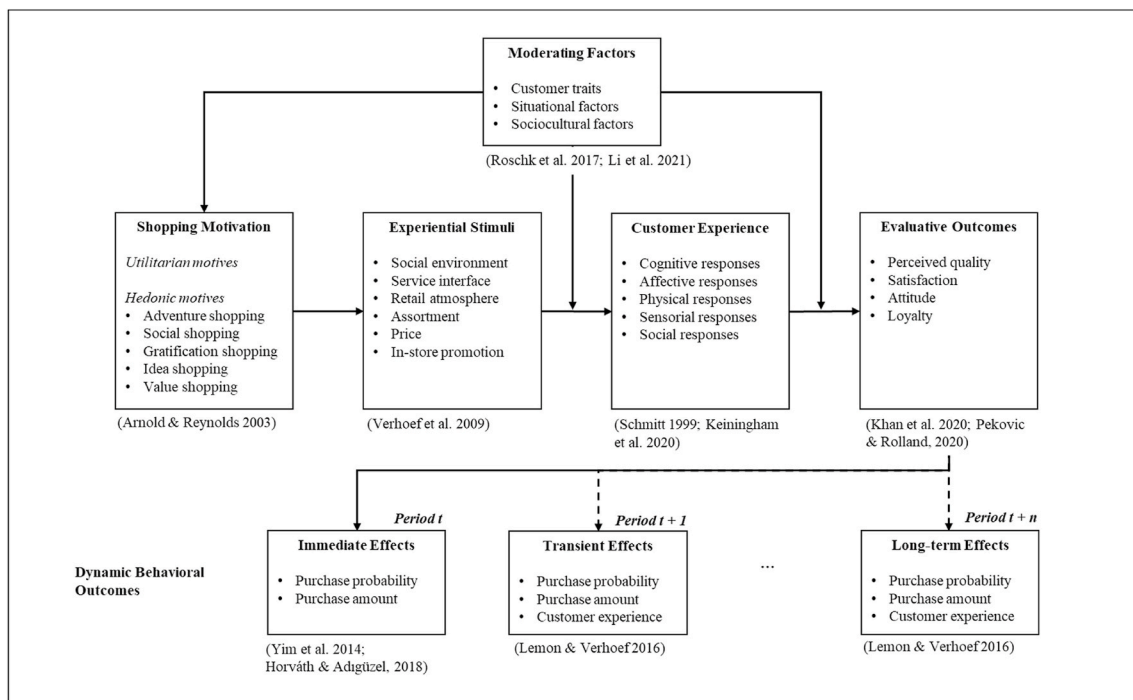 Moderating Factors
• Customer traits
• Situational factors
• Sociocultural factors
(Roschk et al. 2017; Li et al. 2021)
Shopping Motivation
Utilitarian motives
Hedonic motives
• Adventure shopping
• Social shopping
• Gratification shopping
• Idea shopping
• Value shopping
(Arnold & Reynolds 2003)
Experiential Stimuli
• Social environment
• Service interface
• Retail atmosphere
• Assortment
• Price
• In-store promotion
(Verhoef et al. 2009)
Customer Experience
• Cognitive responses
• Affective responses
• Physical responses
• Sensorial responses
• Social responses
(Schmitt 1999; Keiningham
et al. 2020)
Evaluative Outcomes
• Perceived quality
• Satisfaction
• Attitude
• Loyalty
(Khan et al. 2020; Pekovic
& Rolland, 2020)
Dynamic Behavioral
Outcomes
Period t
Immediate Effects
• Purchase probability
• Purchase amount
(Yim et al. 2014;
Horváth & Adıgüzel, 2018)
Period t + 1
Transient Effects
• Purchase probability
• Purchase amount
• Customer experience
(Lemon & Verhoef 2016)
...
Period t + n
Long-term Effects
• Purchase probability
• Purchase amount
• Customer experience
(Lemon & Verhoef 2016)